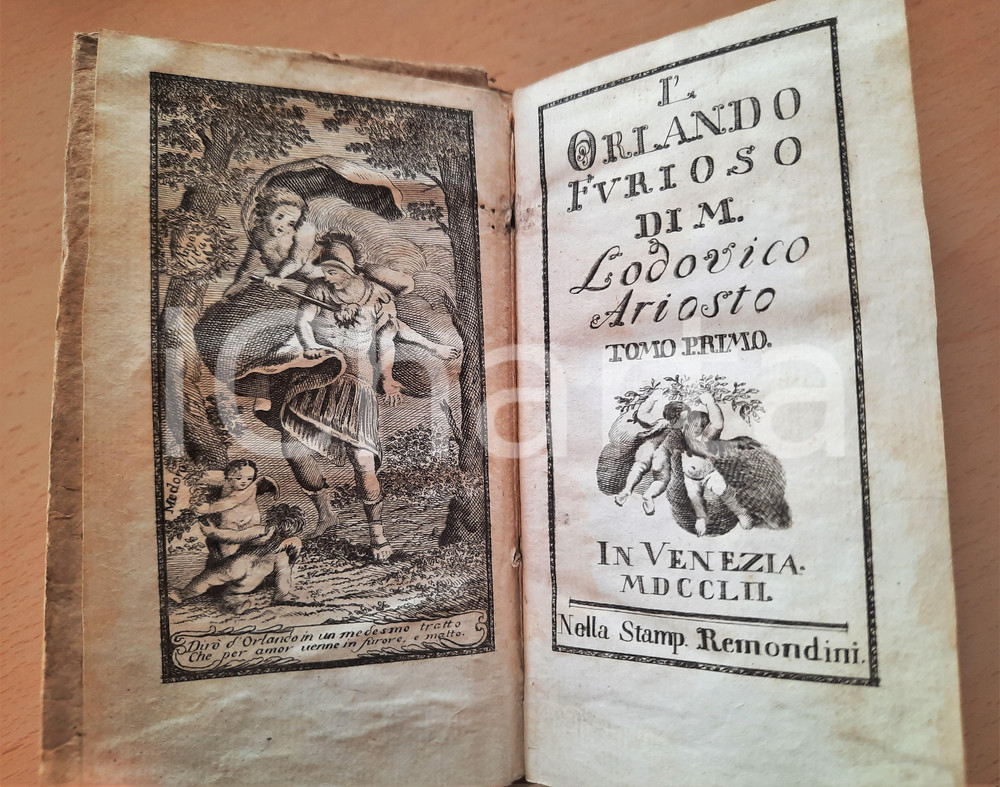 Medoro
Dirò d'Orlando in un medesmo tratto
Che per amor venne in furore, e matto.
L'
ORLANDO
FVRIOSO
DI M.
Lodovico
Ariosto
TOMO PRIMO.
IN VENEZIA.
MDCCLII.
Nella Stamp. Remondini.